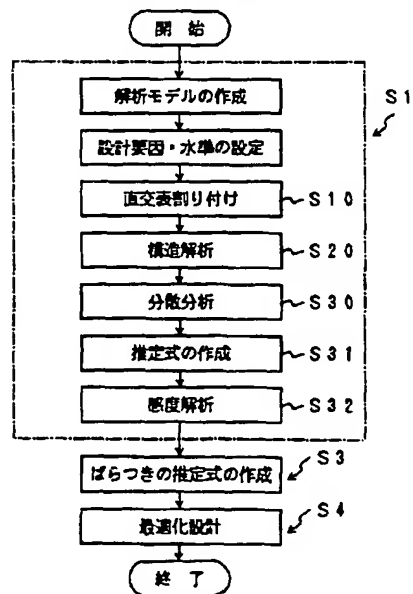 開 始
解析モデルの作成
S1
設計要因・水準の設定
直交表割り付け
S10
構造解析
S20
分散分析
S30
推定式の作成
S31
感度解析
S32
ばらつきの推定式の作成
S3
最適化設計
S4
終 了